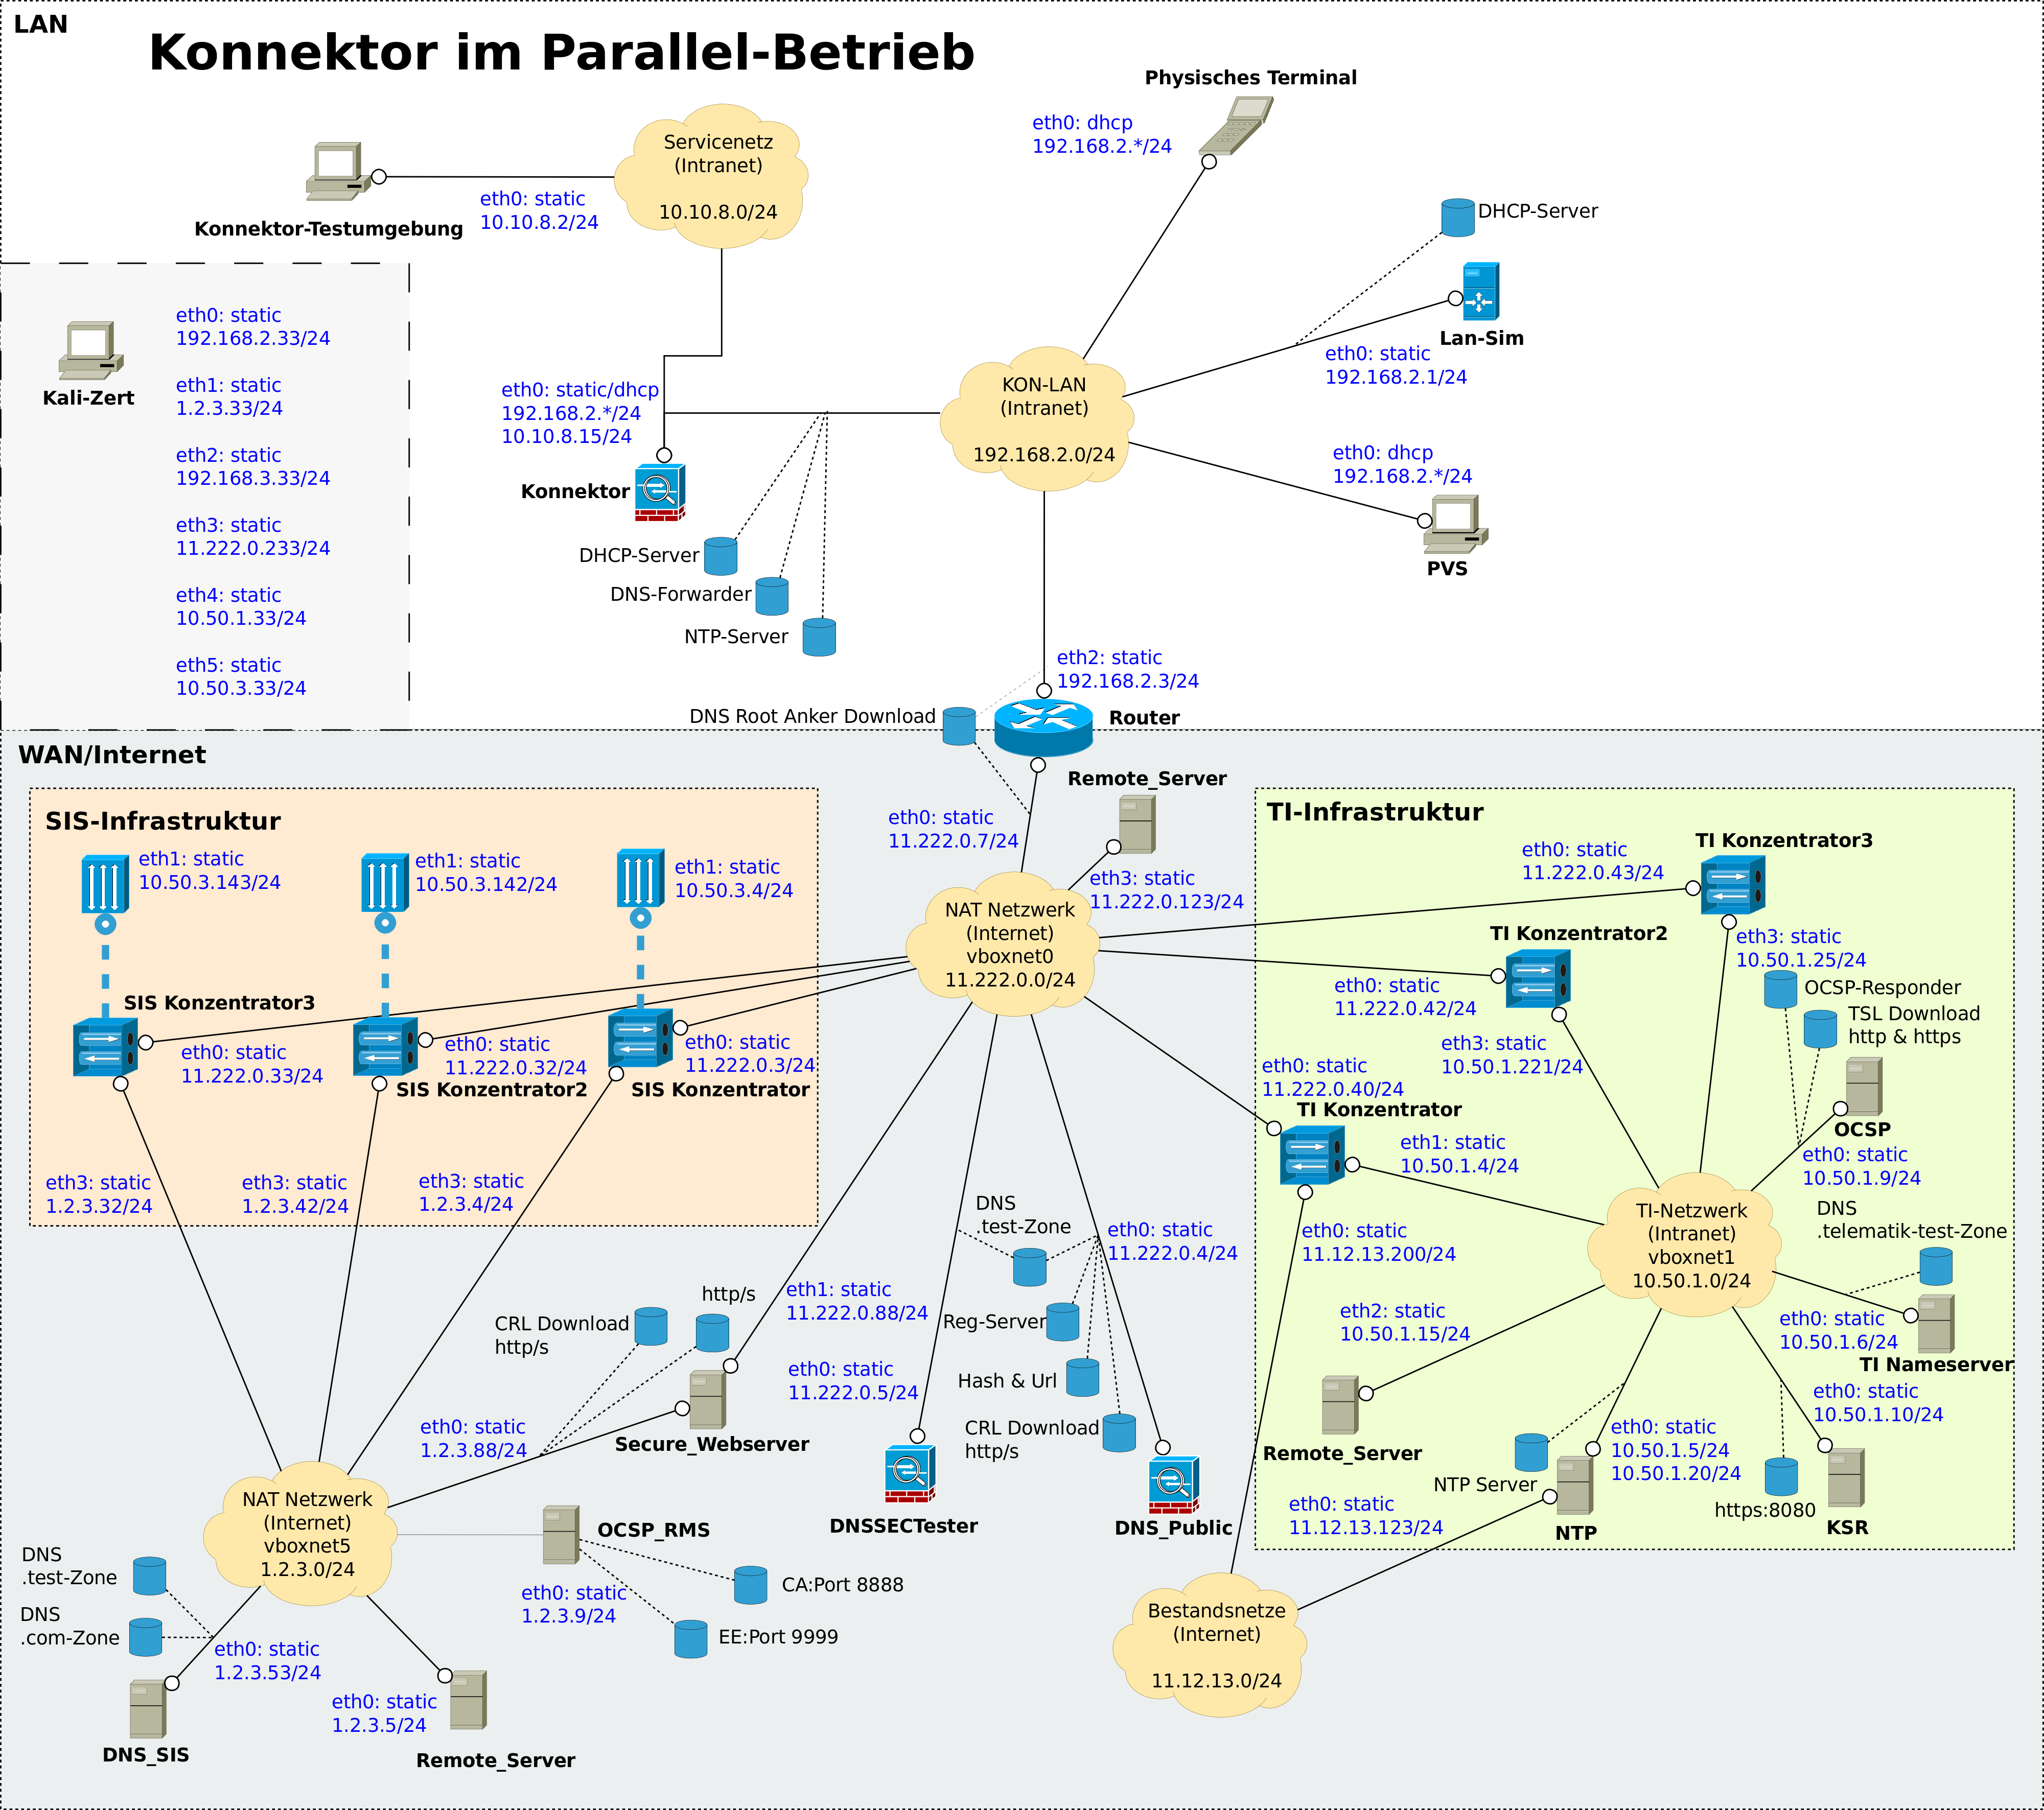 LAN
Konnektor im Parallel-Betrieb
Physisches Terminal
eth0: dhcp
192.168.2.*/24
Servicenetz
(Intranet)
10.10.8.0/24
eth0: static
10.10.8.2/24
Konnektor-Testumgebung
DHCP-Server
Lan-Sim
eth0: static
192.168.2.1/24
Kali-Zert
eth0: static
192.168.2.33/24
eth1: static
1.2.3.33/24
eth2: static
192.168.3.33/24
eth3: static
11.222.0.233/24
eth4: static
10.50.1.33/24
eth5: static
10.50.3.33/24
eth0: static/dhcp
192.168.2.*/24
10.10.8.15/24
Konnektor
DHCP-Server
DNS-Forwarder
NTP-Server
KON-LAN
(Intranet)
192.168.2.0/24
eth0: dhcp
192.168.2.*/24
PVS
eth2: static
192.168.2.3/24
DNS Root Anker Download
Router
WAN/Internet
Remote_Server
eth0: static
11.222.0.7/24
eth3: static
11.222.0.123/24
NAT Netzwerk
(Internet)
vboxnet0
11.222.0.0/24
SIS-Infrastruktur
eth1: static
10.50.3.143/24
eth1: static
10.50.3.142/24
eth1: static
10.50.3.4/24
SIS Konzentrator3
eth0: static
11.222.0.33/24
eth0: static
11.222.0.32/24
SIS Konzentrator2
eth0: static
11.222.0.3/24
SIS Konzentrator
eth3: static
1.2.3.32/24
eth3: static
1.2.3.42/24
eth3: static
1.2.3.4/24
TI-Infrastruktur
TI Konzentrator3
eth0: static
11.222.0.43/24
eth3: static
10.50.1.25/24
TI Konzentrator2
eth0: static
11.222.0.42/24
eth3: static
10.50.1.221/24
OCSP-Responder
TSL Download
http & https
OCSP
eth0: static
10.50.1.9/24
eth0: static
11.222.0.40/24
TI Konzentrator
eth1: static
10.50.1.4/24
eth0: static
11.12.13.200/24
TI-Netzwerk
(Intranet)
vboxnet1
10.50.1.0/24
DNS
.telematik-test-Zone
eth0: static
10.50.1.6/24
TI Nameserver
eth2: static
10.50.1.15/24
Remote_Server
eth0: static
10.50.1.10/24
eth0: static
10.50.1.5/24
10.50.1.20/24
NTP Server
NTP
https:8080
KSR
eth0: static
11.12.13.123/24
DNS
.test-Zone
eth0: static
11.222.0.4/24
Reg-Server
Hash & Url
CRL Download
http/s
DNS_Public
eth1: static
11.222.0.88/24
eth0: static
11.222.0.5/24
DNSSECTester
http/s
CRL Download
http/s
eth0: static
1.2.3.88/24
Secure_Webserver
NAT Netzwerk
(Internet)
vboxnet5
1.2.3.0/24
OCSP_RMS
eth0: static
1.2.3.9/24
CA:Port 8888
EE:Port 9999
DNS
.test-Zone
DNS
.com-Zone
eth0: static
1.2.3.53/24
DNS_SIS
eth0: static
1.2.3.5/24
Remote_Server
Bestandsnetze
(Internet)
11.12.13.0/24